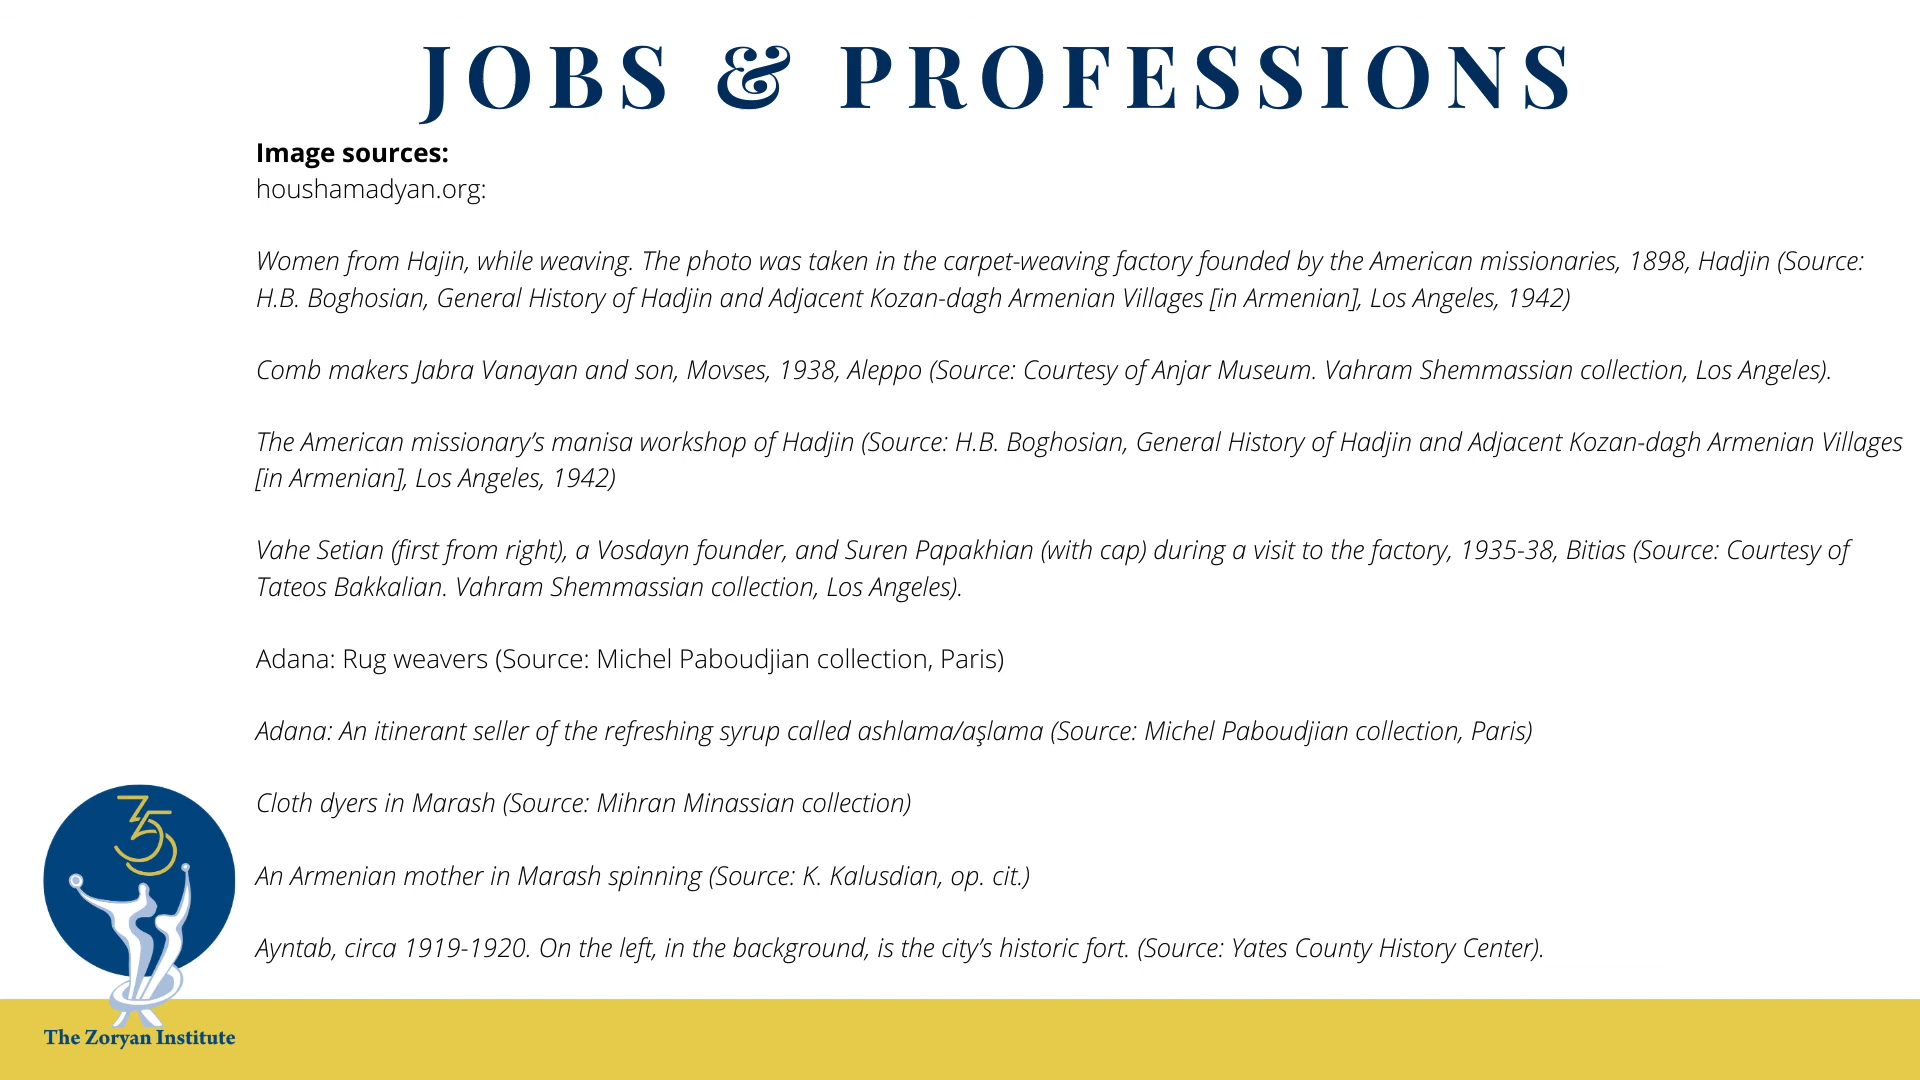 JOBS & PROFESSIONS
Image sources:
houshamadyan.org:
Women from Hajin, while weaving. The photo was taken in the carpet-weaving factory founded by the American missionaries, 1898, Hadjin (Source:
H.B. Boghosian, General History of Hadjin and Adjacent Kozan-dagh Armenian Villages [in Armenian], Los Angeles, 1942)
Comb makers Jabra Vanayan and son, Movses, 1938, Aleppo (Source: Courtesy of Anjar Museum. Vahram Shemmassian collection, Los Angeles).
The American missionary’s manisa workshop of Hadjin (Source: H.B. Boghosian, General History of Hadjin and Adjacent Kozan-dagh Armenian Villages
[in Armenian], Los Angeles, 1942)
Vahe Setian (first from right), a Vosdayn founder, and Suren Papakhian (with cap) during a visit to the factory, 1935-38, Bitias (Source: Courtesy of
Tateos Bakkalian. Vahram Shemmassian collection, Los Angeles).
Adana: Rug weavers (Source: Michel Paboudjian collection, Paris)
Adana: An itinerant seller of the refreshing syrup called ashlama/aşlama (Source: Michel Paboudjian collection, Paris)
Cloth dyers in Marash (Source: Mihran Minassian collection)
An Armenian mother in Marash spinning (Source: K. Kalusdian, op. cit.)
Ayntab, circa 1919-1920. On the left, in the background, is the city’s historic fort. (Source: Yates County History Center).
35
The Zoryan Institute